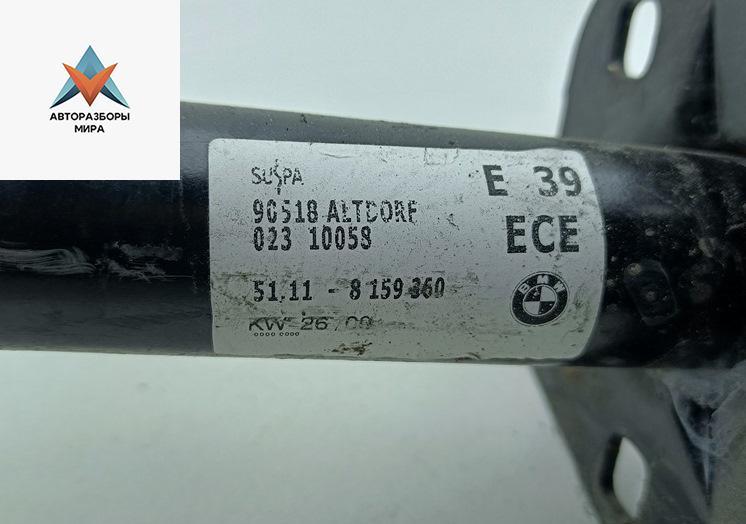 АВТОРАЗБОРЫ
МИРА
SUSPA
90518 ALTDORF
023 10058
51.11 - 8 159 360
KW 26/00
E 39
ECE
BMW